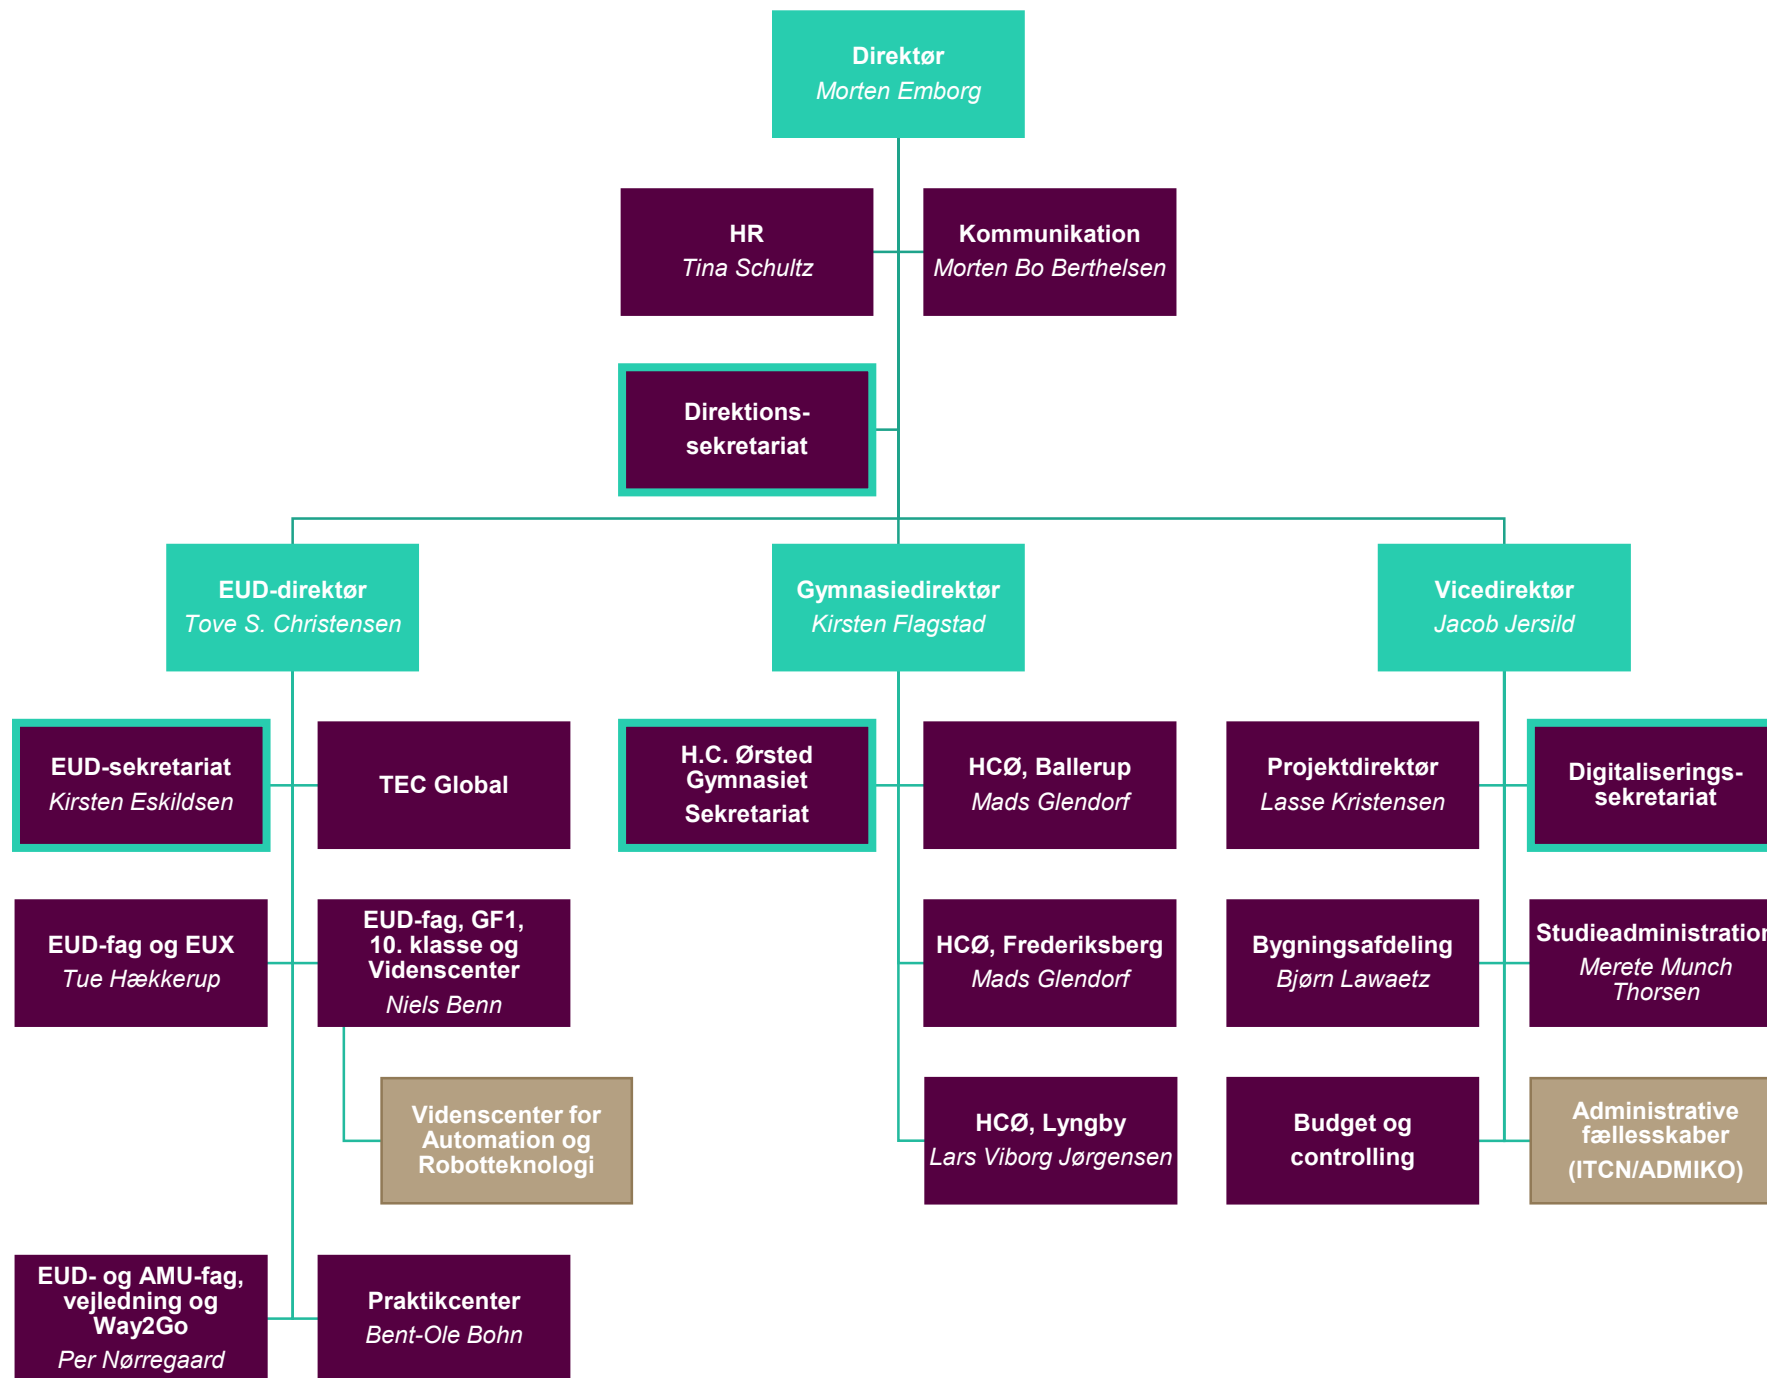 Direktør
Morten Emborg
HR
Tina Schultz
Kommunikation
Morten Bo Berthelsen
Direktions-
sekretariat
EUD-direktør
Tove S. Christensen
Gymnasiedirektør
Kirsten Flagstad
Vicedirektør
Jacob Jersild
EUD-sekretariat
Kirsten Eskildsen
TEC Global
H.C. Ørsted
Gymnasiet
Sekretariat
HCØ, Ballerup
Mads Glendorf
Projektdirektør
Lasse Kristensen
Digitaliserings-
sekretariat
EUD-fag og EUX
Tue Hækkerup
EUD-fag, GF1,
10. klasse og
Videnscenter
Niels Benn
HCØ, Frederiksberg
Mads Glendorf
Bygningsafdeling
Bjørn Lawaetz
Studieadministration
Merete Munch
Thorsen
Videnscenter for
Automation og
Robotteknologi
HCØ, Lyngby
Lars Viborg Jørgensen
Budget og
controlling
Administrative
fællesskaber
(ITCN/ADMIKO)
EUD- og AMU-fag,
vejledning og
Way2Go
Per Nørregaard
Praktikcenter
Bent-Ole Bohn